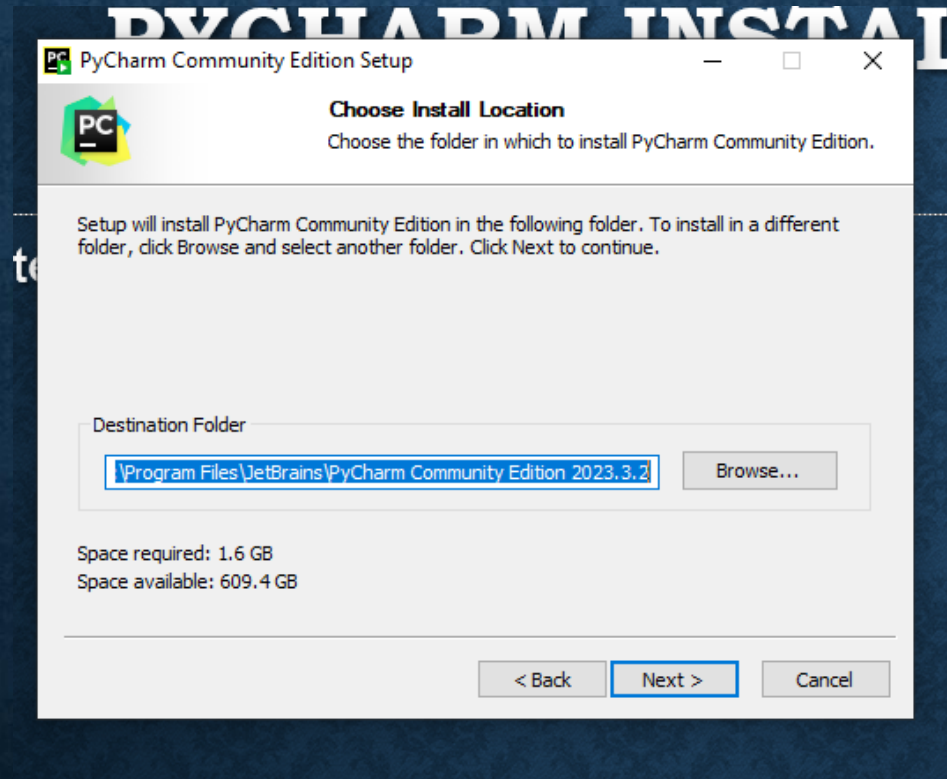 PYCHARM INSTAL
PyCharm Community Edition Setup
PC
Choose Install Location
Choose the folder in which to install PyCharm Community Edition.
Setup will install PyCharm Community Edition in the following folder. To install in a different
folder, click Browse and select another folder. Click Next to continue.
te
Destination Folder
:\Program Files\JetBrains\PyCharm Community Edition 2023.3.2
Browse...
Space required: 1.6 GB
Space available: 609.4 GB
< Back
Next >
Cancel